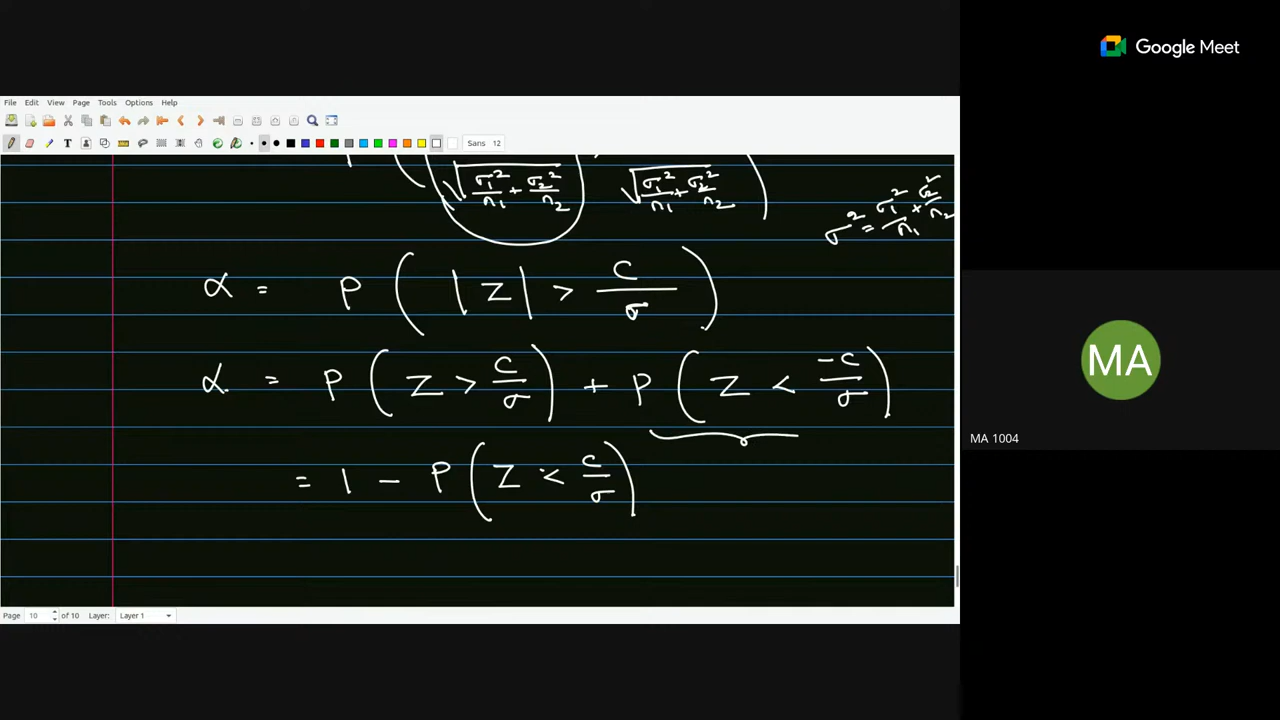 Google Meet
File Edit View Page Tools Options Help
Sans 12
√(σ₁²/n₁ + σ₂²/n₂) √(σ₁²/n₁ + σ₂²/n₂)
σ² = σ₁²/n₁ + σ₂²/n₂
α = P ( |Z| > c/σ )
α = P ( Z > c/σ ) + P ( Z < -c/σ )
= 1 - P ( Z < c/σ )
MA
MA 1004
Page 10 of 10 Layer: Layer 1